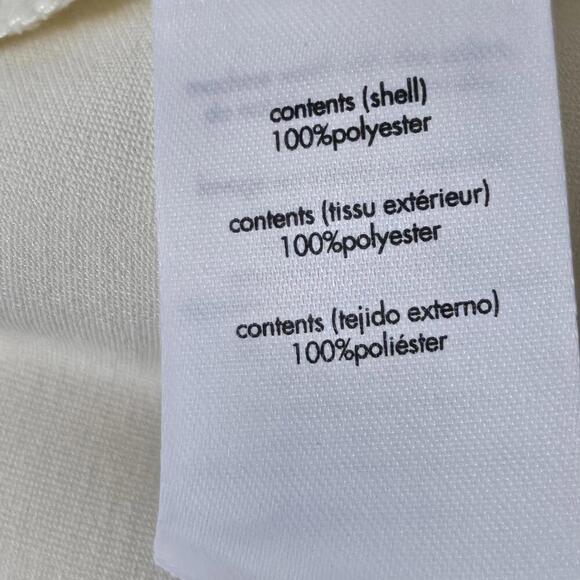 contents (shell)
100%polyester
contents (tissu extérieur)
100%polyester
contents (tejido externo)
100%poliéster